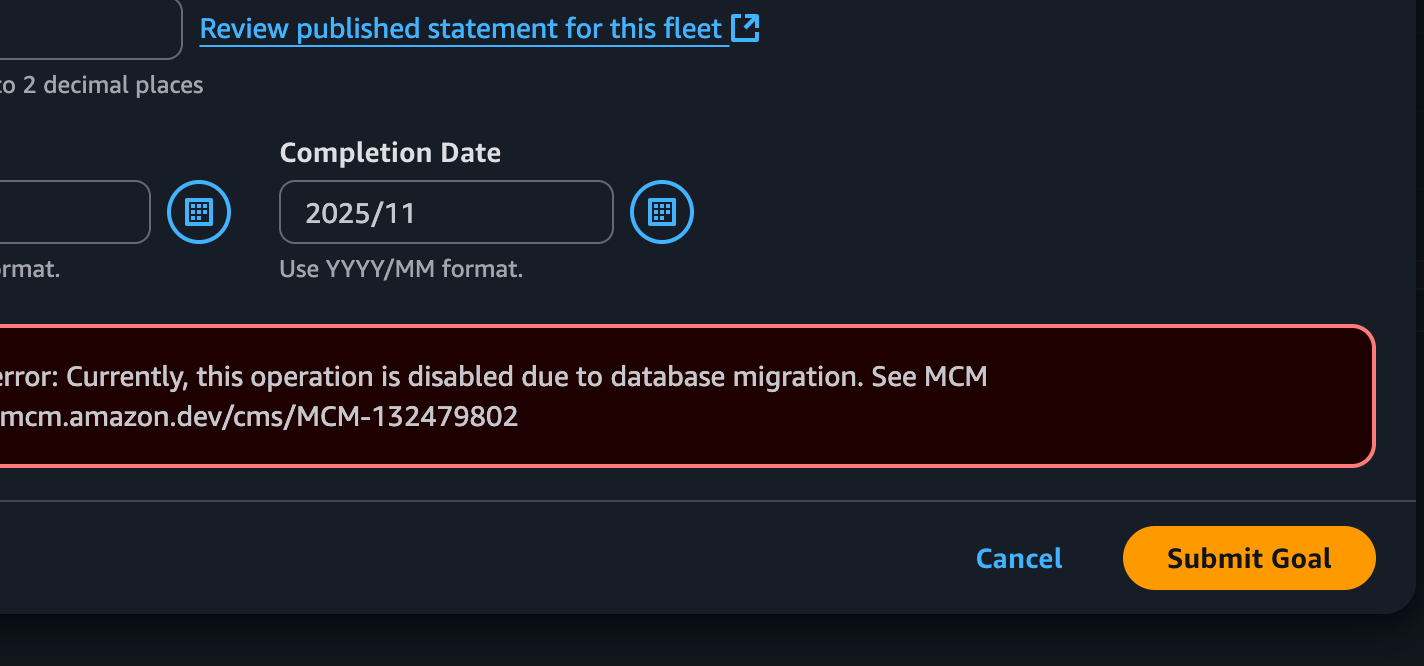 Review published statement for this fleet
to 2 decimal places
Completion Date
2025/11
Use YYYY/MM format.
error: Currently, this operation is disabled due to database migration. See MCM
mcm.amazon.dev/cms/MCM-132479802
Cancel
Submit Goal